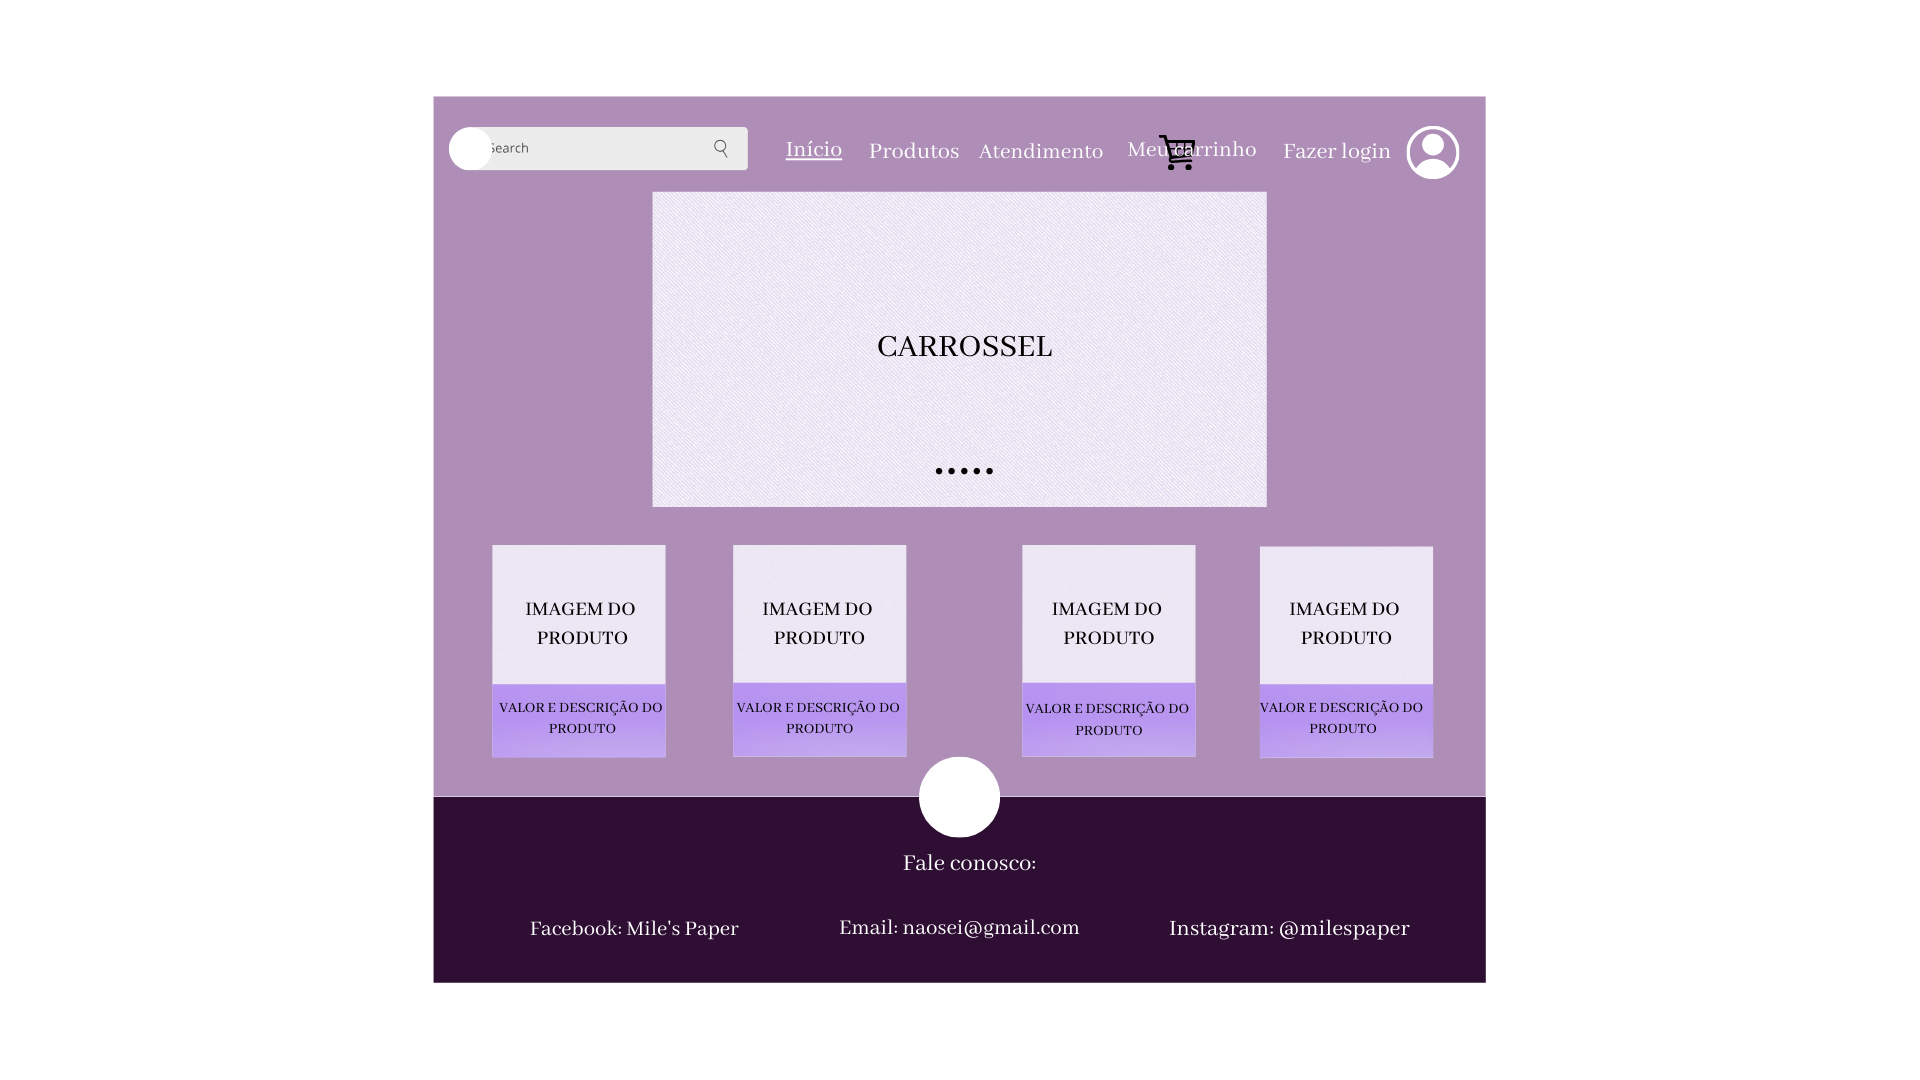 Search
Início
Produtos
Atendimento
Meu carrinho
Fazer login
CARROSSEL
IMAGEM DO
PRODUTO
VALOR E DESCRIÇÃO DO
PRODUTO
IMAGEM DO
PRODUTO
VALOR E DESCRIÇÃO DO
PRODUTO
IMAGEM DO
PRODUTO
VALOR E DESCRIÇÃO DO
PRODUTO
IMAGEM DO
PRODUTO
VALOR E DESCRIÇÃO DO
PRODUTO
Fale conosco:
Facebook: Mile's Paper
Email: naosei@gmail.com
Instagram: @milespaper